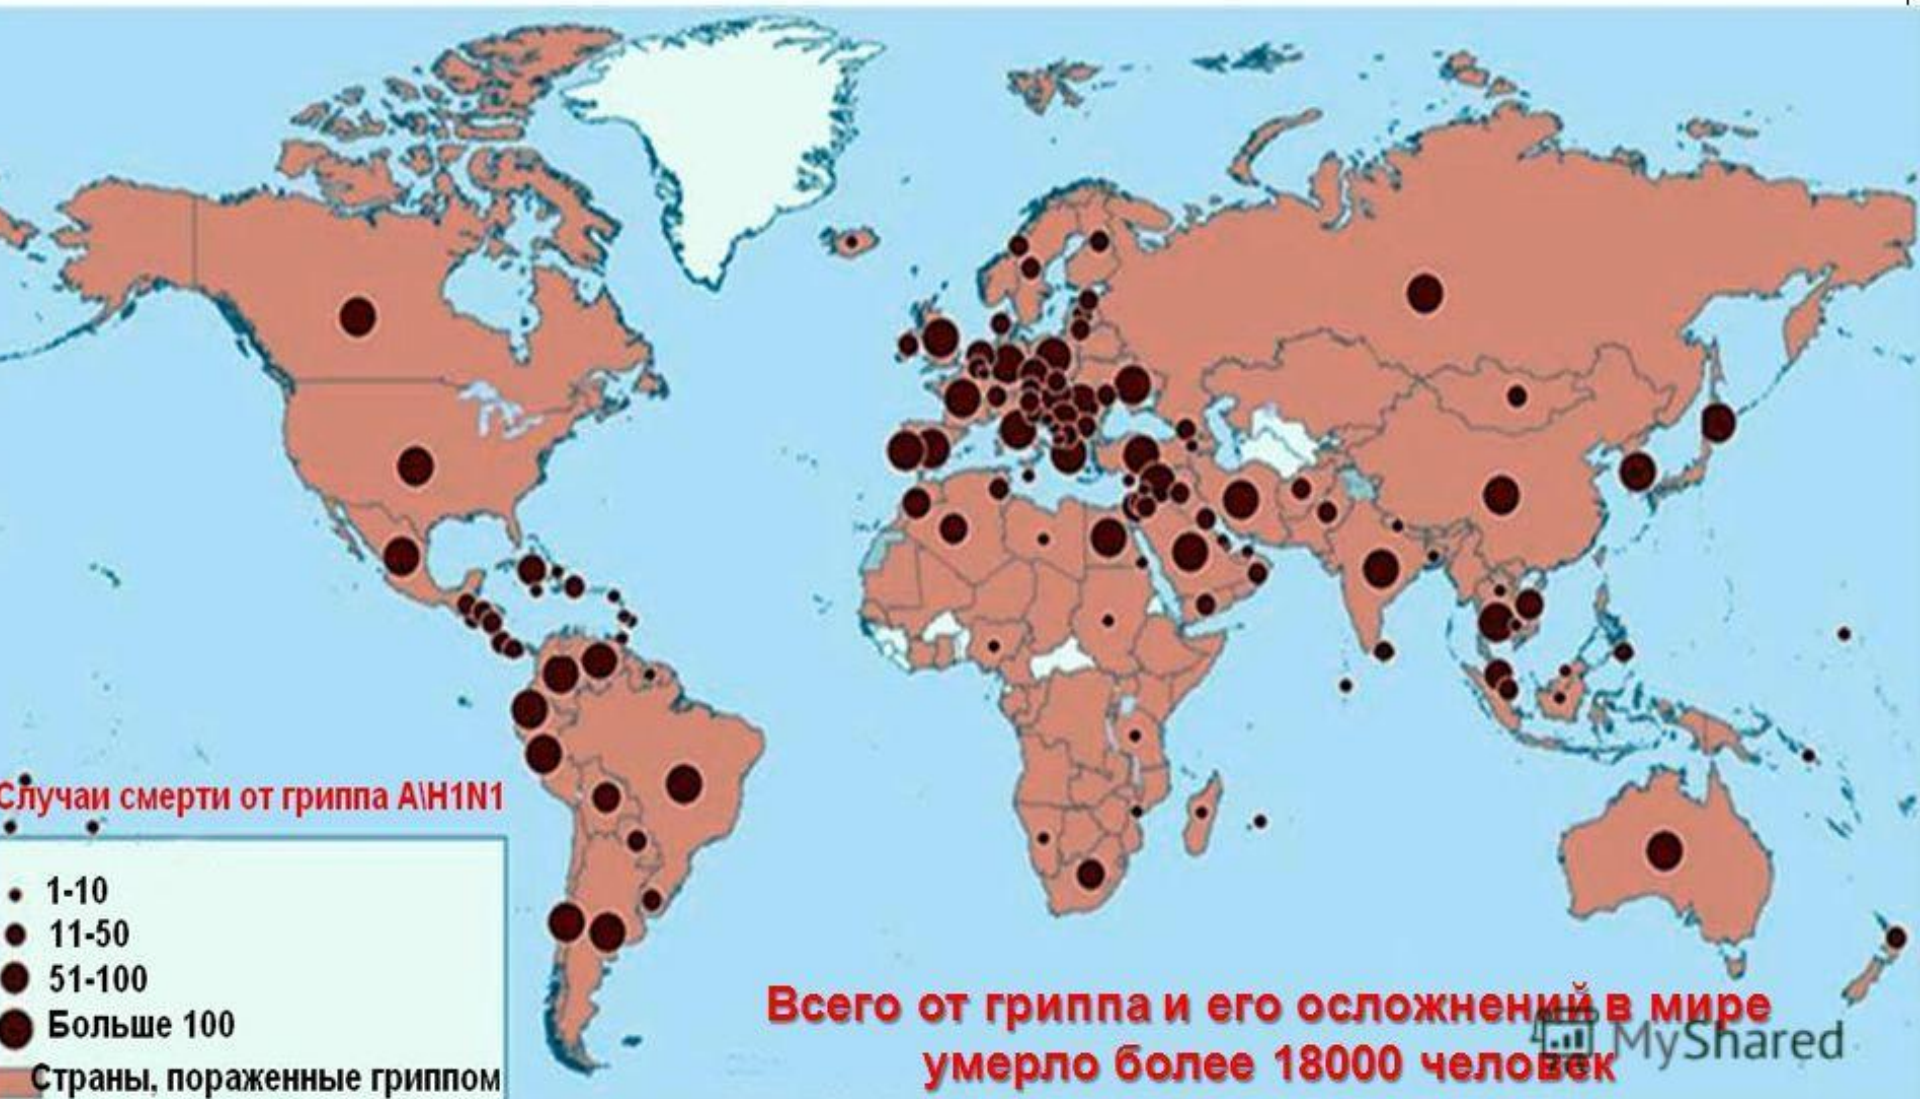 Случаи смерти от гриппа А\H1N1
1-10
11-50
51-100
Больше 100
Страны, пораженные гриппом
Всего от гриппа и его осложнений в мире
умерло более 18000 человек
MyShared